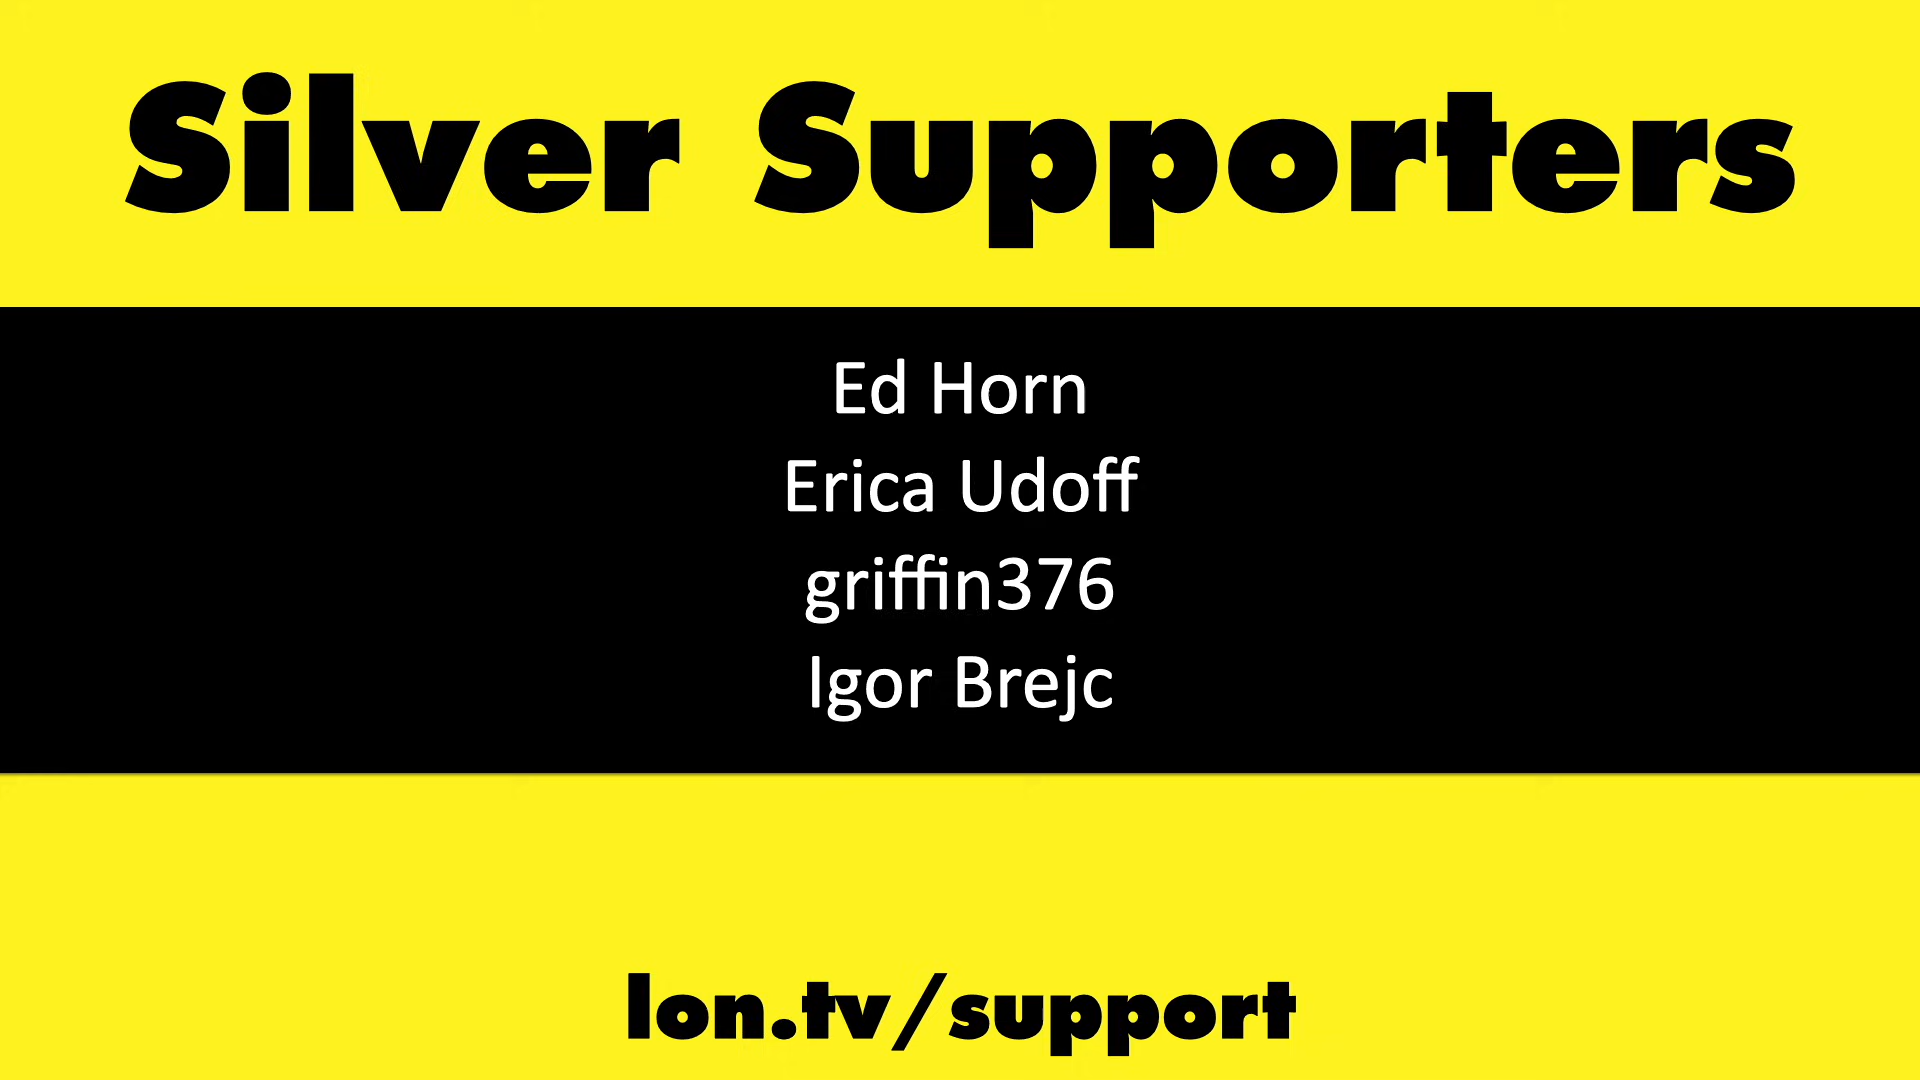 Silver Supporters
Ed Horn
Erica Udoff
griffin376
Igor Brejc
lon.tv/support